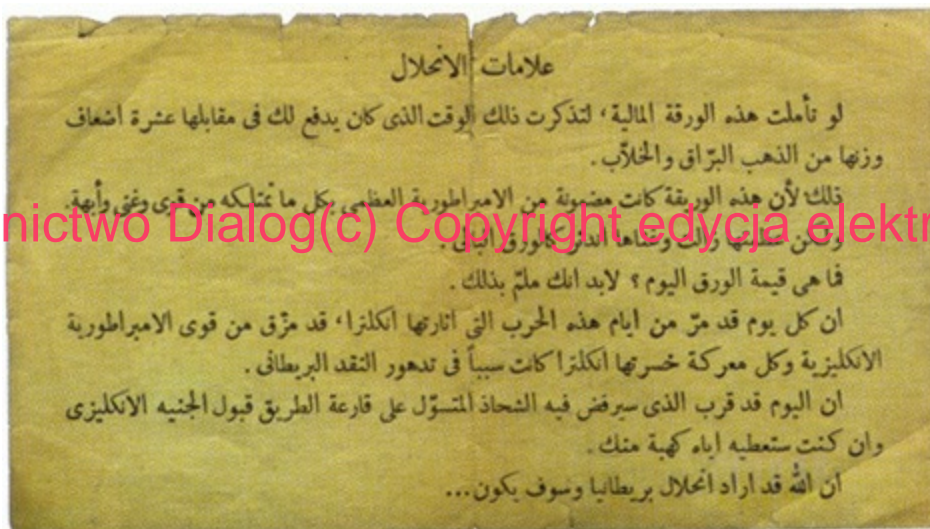 علامات الانحلال
لو تأملت هذه الورقة المالية، لتذكرت ذلك الوقت الذى كان يدفع لك فى مقابلها عشرة اضعاف
وزنها من الذهب البرّاق والخلاّب.
ذلك لأن هذه الوريقة كانت مضمونة من الامبراطورية العظمى بكل ما تمتلكه من قوى وغنى وأبهة.
nictwo Dialog(c) Copyright edycja elektr
فما هى قيمة الورق اليوم؟ لابد انك ملمّ بذلك.
ان كل يوم قد مرّ من ايام هذه الحرب التى اثارتها انكلترا، قد مزّق من قوى الامبراطورية
الانكليزية وكل معركة خسرتها انكلترا كانت سبباً فى تدهور النقد البريطانى.
ان اليوم قد قرب الذى سيرفض فيه الشحاذ المتسوّل على قارعة الطريق قبول الجنيه الانكليزى
وان كنت ستعطيه اياه كهبة منك.
ان الله قد اراد انحلال بريطانيا وسوف يكون...